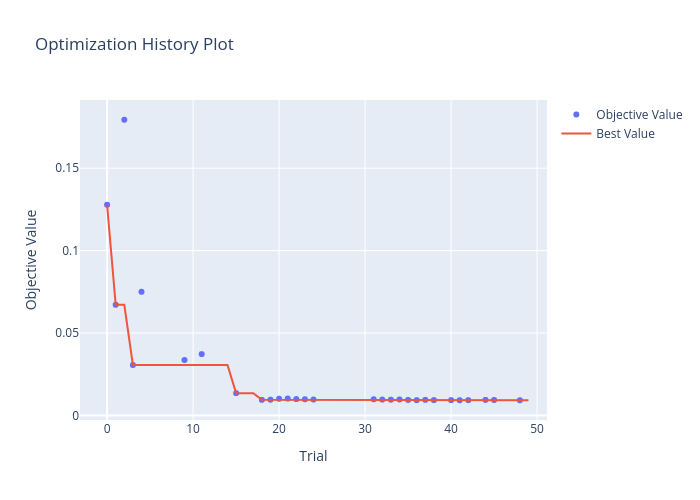 Optimization History Plot
Objective Value
Best Value
0.15
0.1
0.05
0
0 10 20 30 40 50
Objective Value
Trial